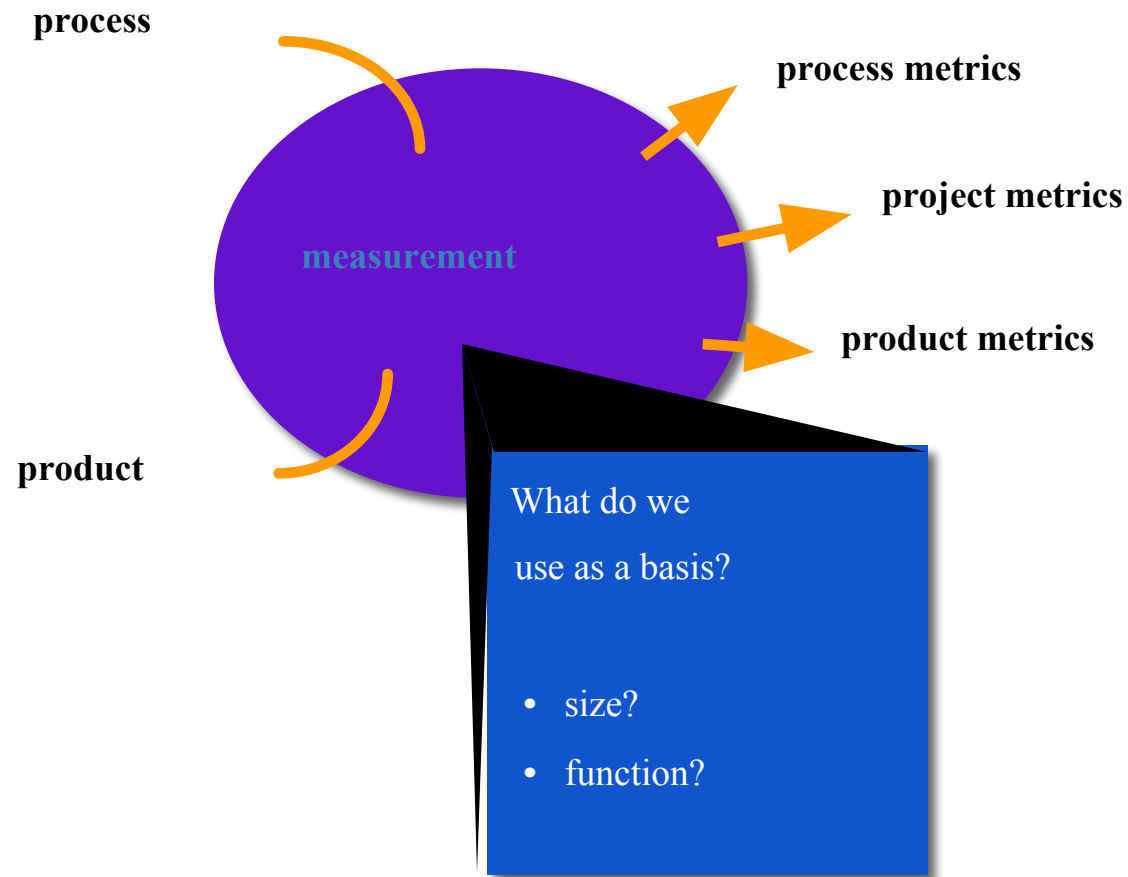 process
process metrics
project metrics
measurement
product metrics
product
What do we
use as a basis?
• size?
• function?